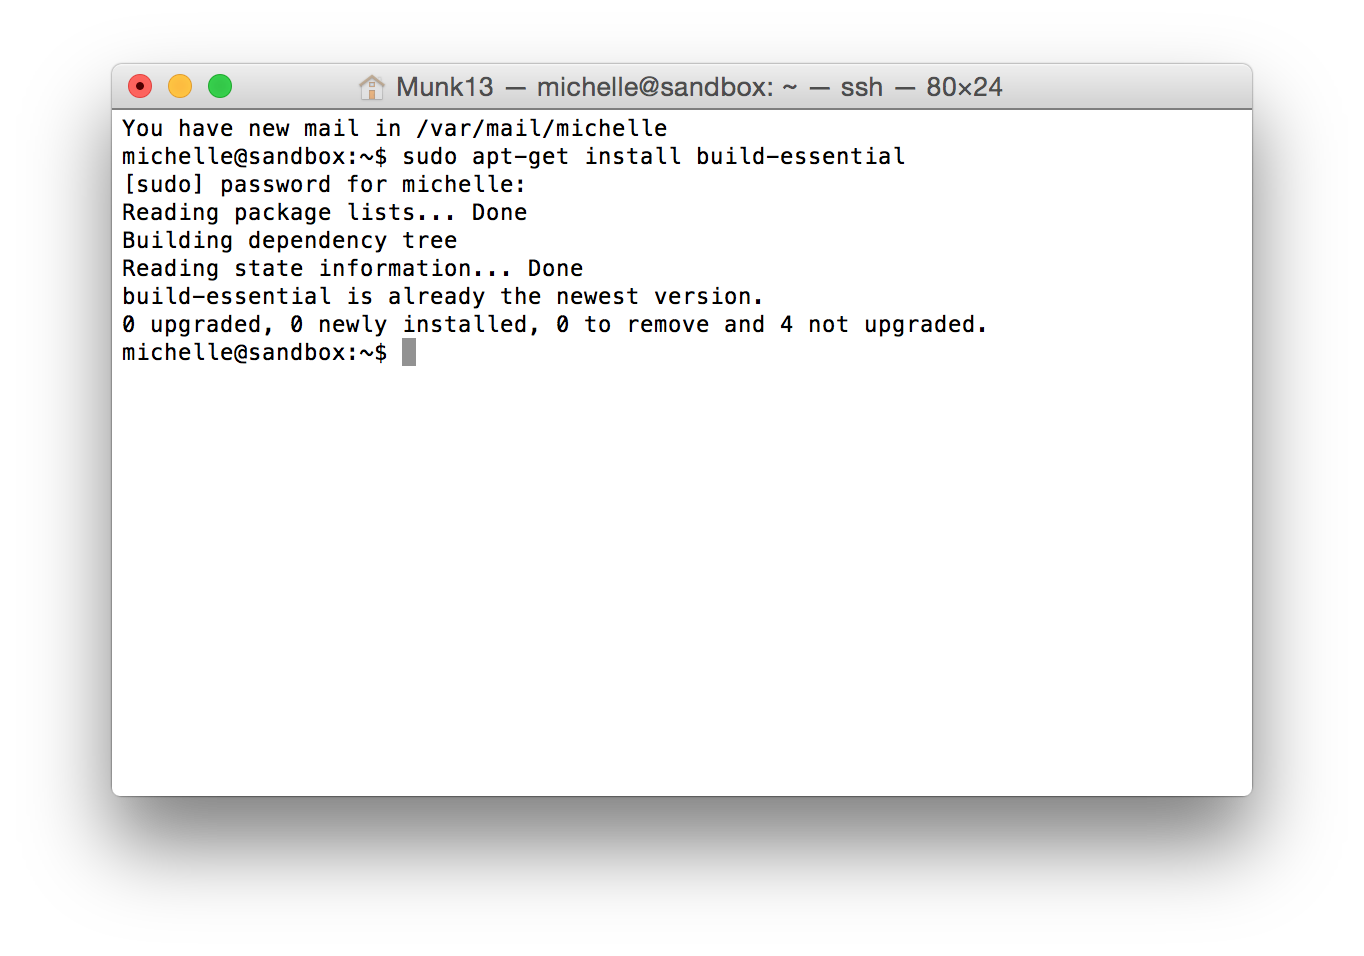 Munk13 — michelle@sandbox: ~ — ssh — 80×24
You have new mail in /var/mail/michelle
michelle@sandbox:~$ sudo apt-get install build-essential
[sudo] password for michelle:
Reading package lists... Done
Building dependency tree
Reading state information... Done
build-essential is already the newest version.
0 upgraded, 0 newly installed, 0 to remove and 4 not upgraded.
michelle@sandbox:~$